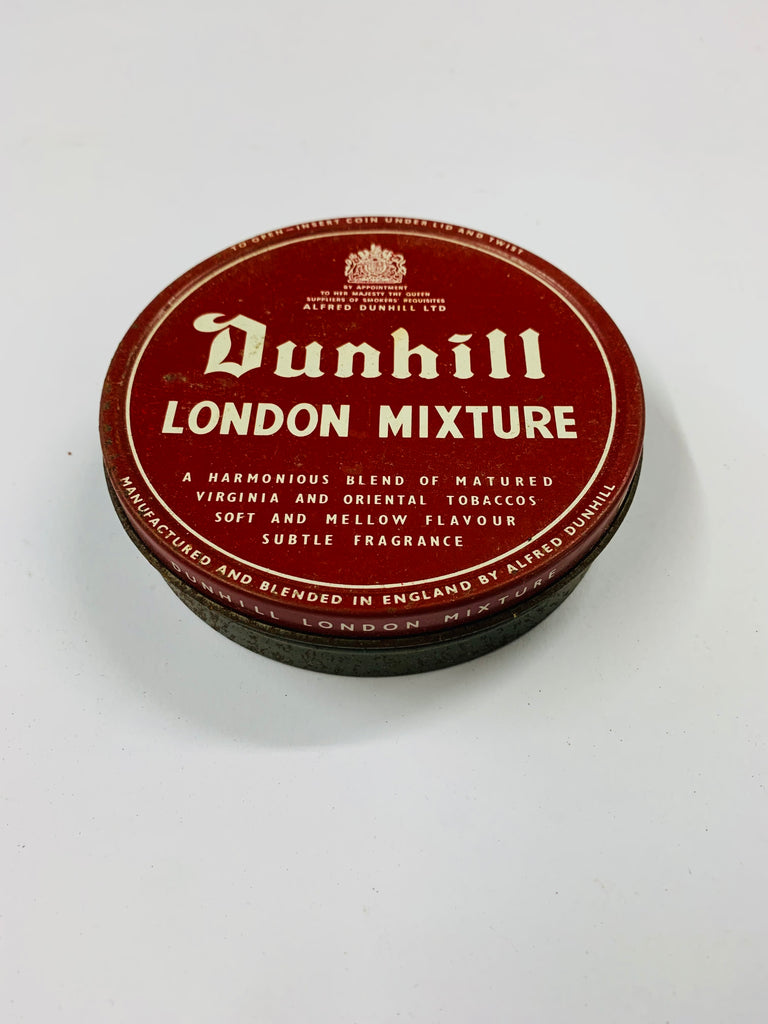 TO OPEN—INSERT COIN UNDER LID AND TWIST
BY APPOINTMENT
TO HER MAJESTY THE QUEEN
SUPPLIERS OF SMOKERS' REQUISITES
ALFRED DUNHILL LTD
Dunhill
LONDON MIXTURE
A HARMONIOUS BLEND OF MATURED
VIRGINIA AND ORIENTAL TOBACCOS
SOFT AND MELLOW FLAVOUR
SUBTLE FRAGRANCE
MANUFACTURED AND BLENDED IN ENGLAND BY ALFRED DUNHILL
DUNHILL LONDON MIXTURE